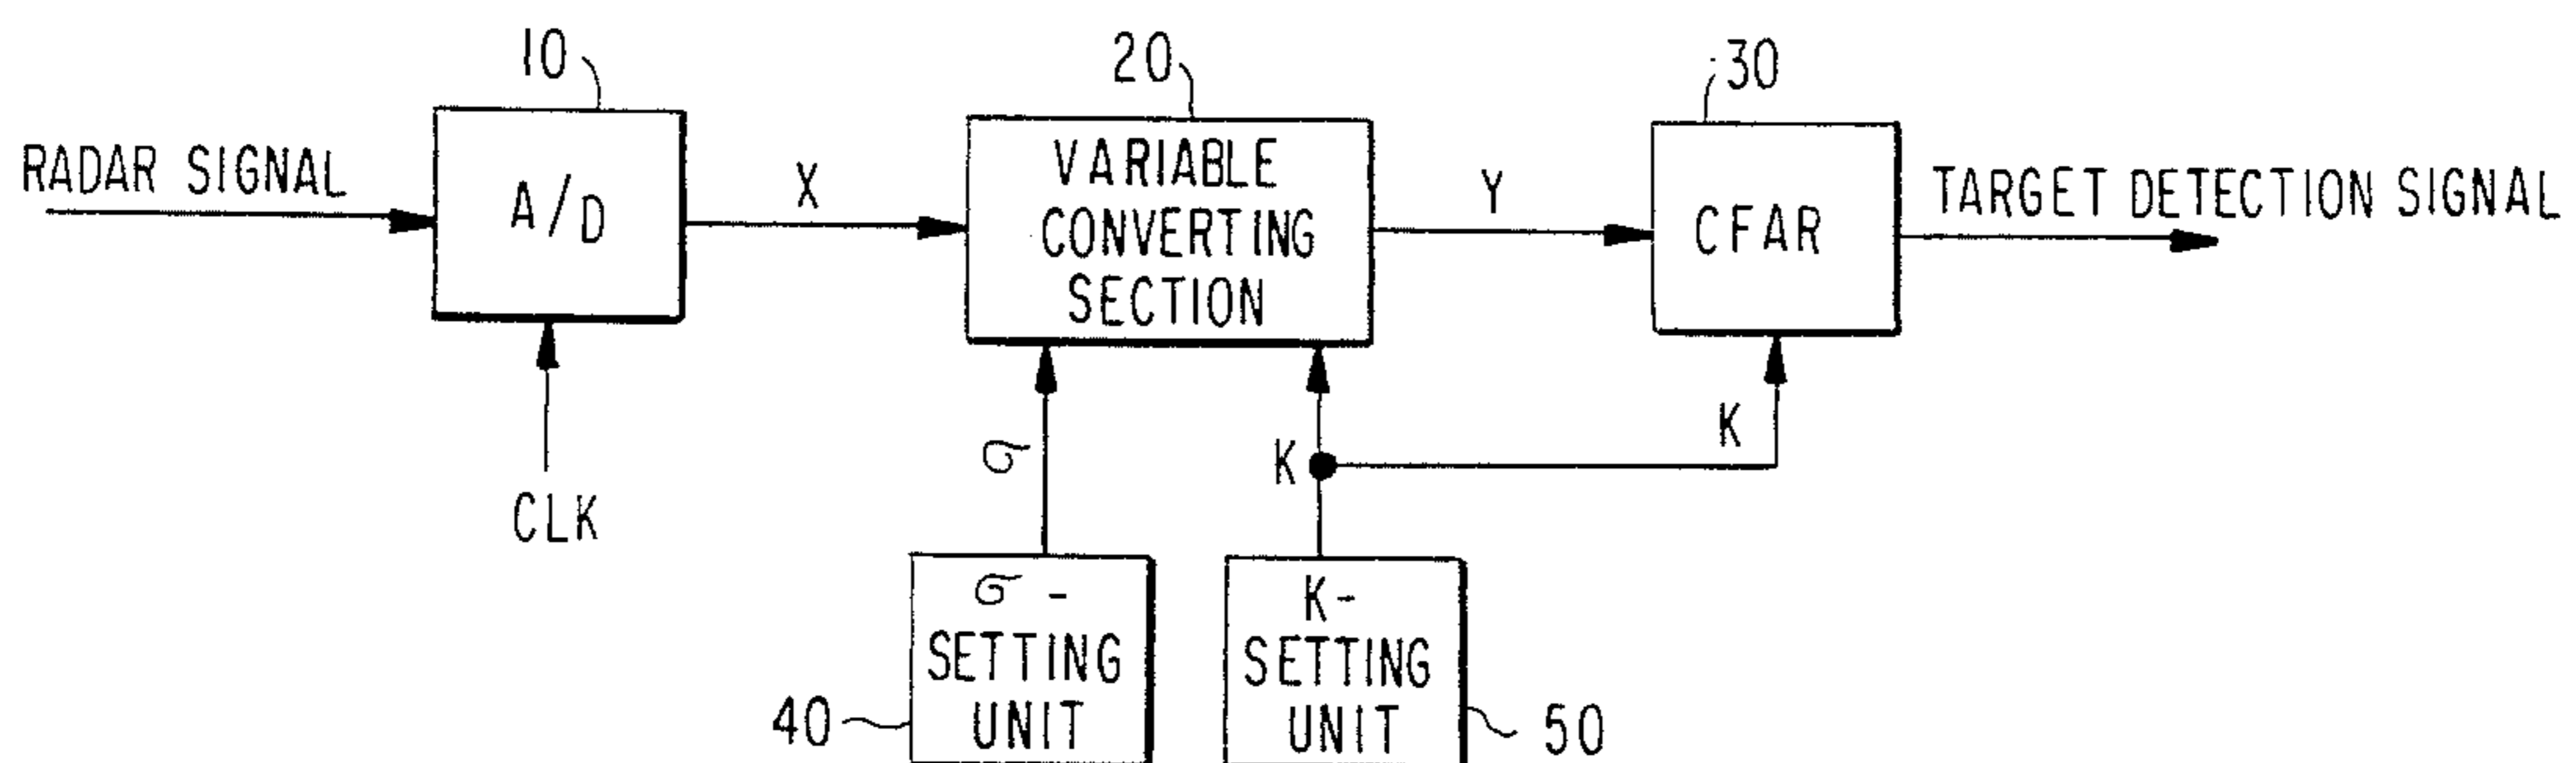 10
20
30
RADAR SIGNAL
A/D
X
VARIABLE
CONVERTING
SECTION
Y
CFAR
TARGET DETECTION SIGNAL
CLK
σ
K
K
σ-
SETTING
UNIT
40
K-
SETTING
UNIT
50